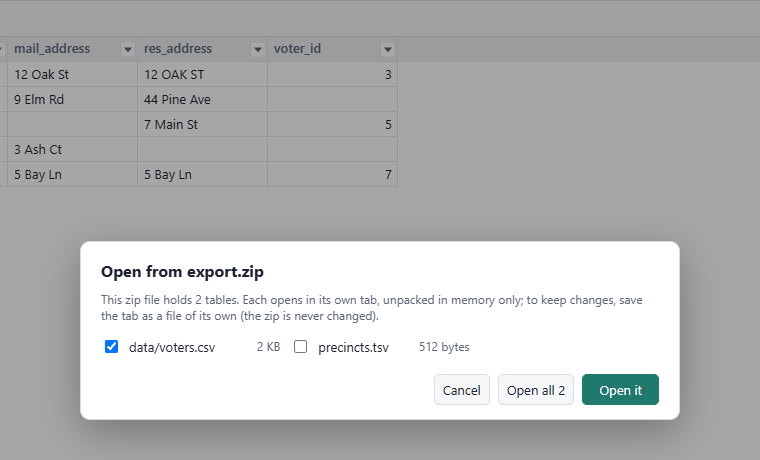 mail_address res_address voter_id
12 Oak St 12 OAK ST 3
9 Elm Rd 44 Pine Ave
7 Main St 5
3 Ash Ct
5 Bay Ln 5 Bay Ln 7
Open from export.zip
This zip file holds 2 tables. Each opens in its own tab, unpacked in memory only; to keep changes, save
the tab as a file of its own (the zip is never changed).
data/voters.csv 2 KB precincts.tsv 512 bytes
Cancel Open all 2 Open it